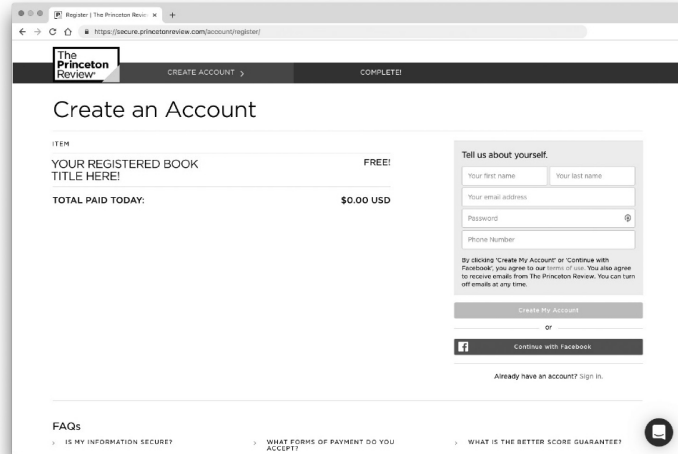 Register | The Princeton Review
https://secure.princetonreview.com/account/register/
The
Princeton
Review
CREATE ACCOUNT >
COMPLETE!
Create an Account
ITEM
YOUR REGISTERED BOOK
TITLE HERE!
FREE!
TOTAL PAID TODAY:
$0.00 USD
Tell us about yourself.
Your first name
Your last name
Your email address
Password
Phone Number
By clicking 'Create My Account' or 'Continue with
Facebook', you agree to our terms of use. You also agree
to receive emails from The Princeton Review. You can turn
off emails at any time.
Create My Account
or
f Continue with Facebook
Already have an account? Sign in.
FAQs
> IS MY INFORMATION SECURE?
> WHAT FORMS OF PAYMENT DO YOU
ACCEPT?
> WHAT IS THE BETTER SCORE GUARANTEE?